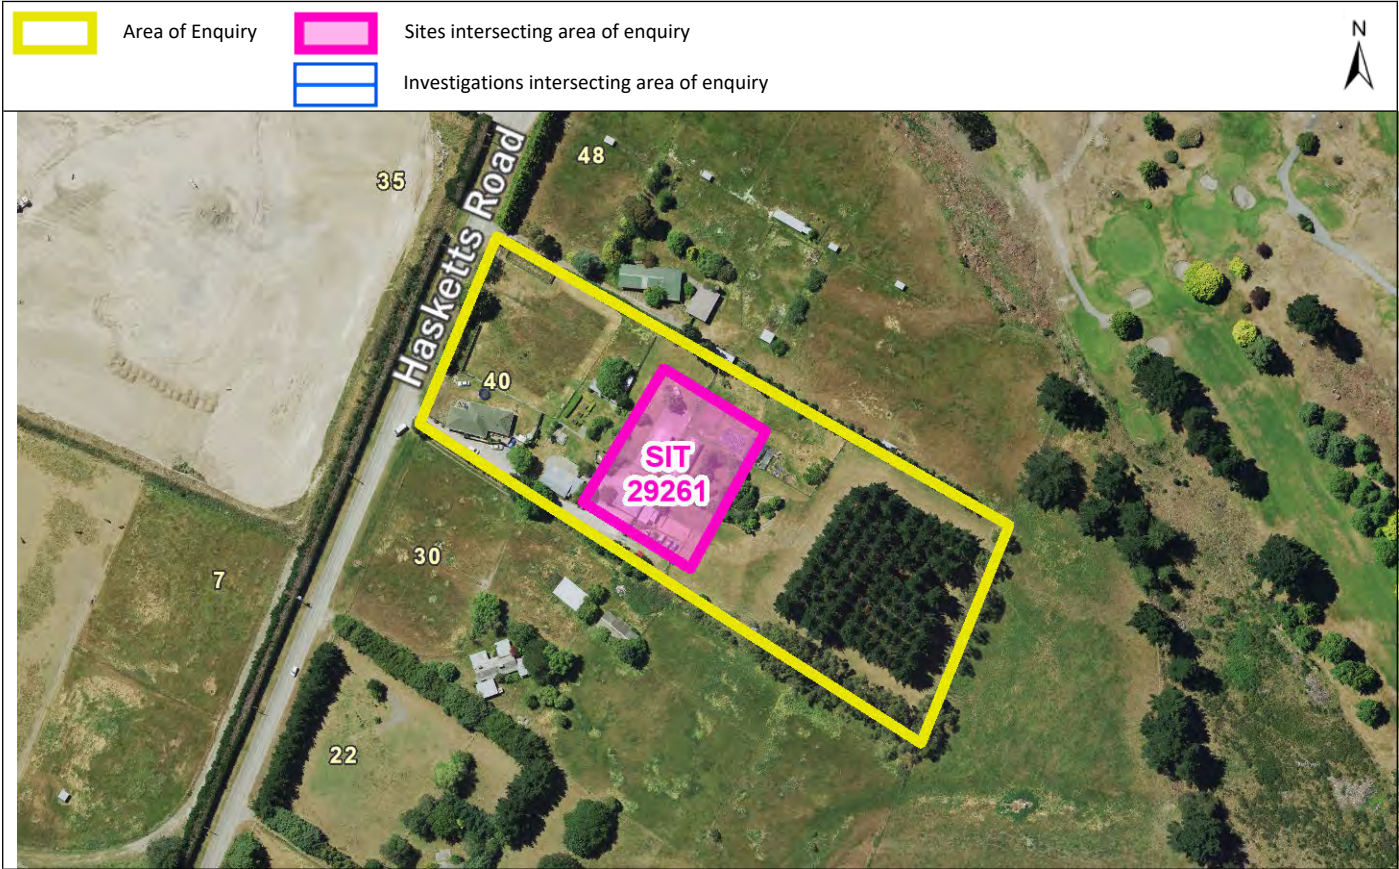 Area of Enquiry
Sites intersecting area of enquiry
Investigations intersecting area of enquiry
N
48
35
Hasketts Road
40
SIT
29261
30
7
22